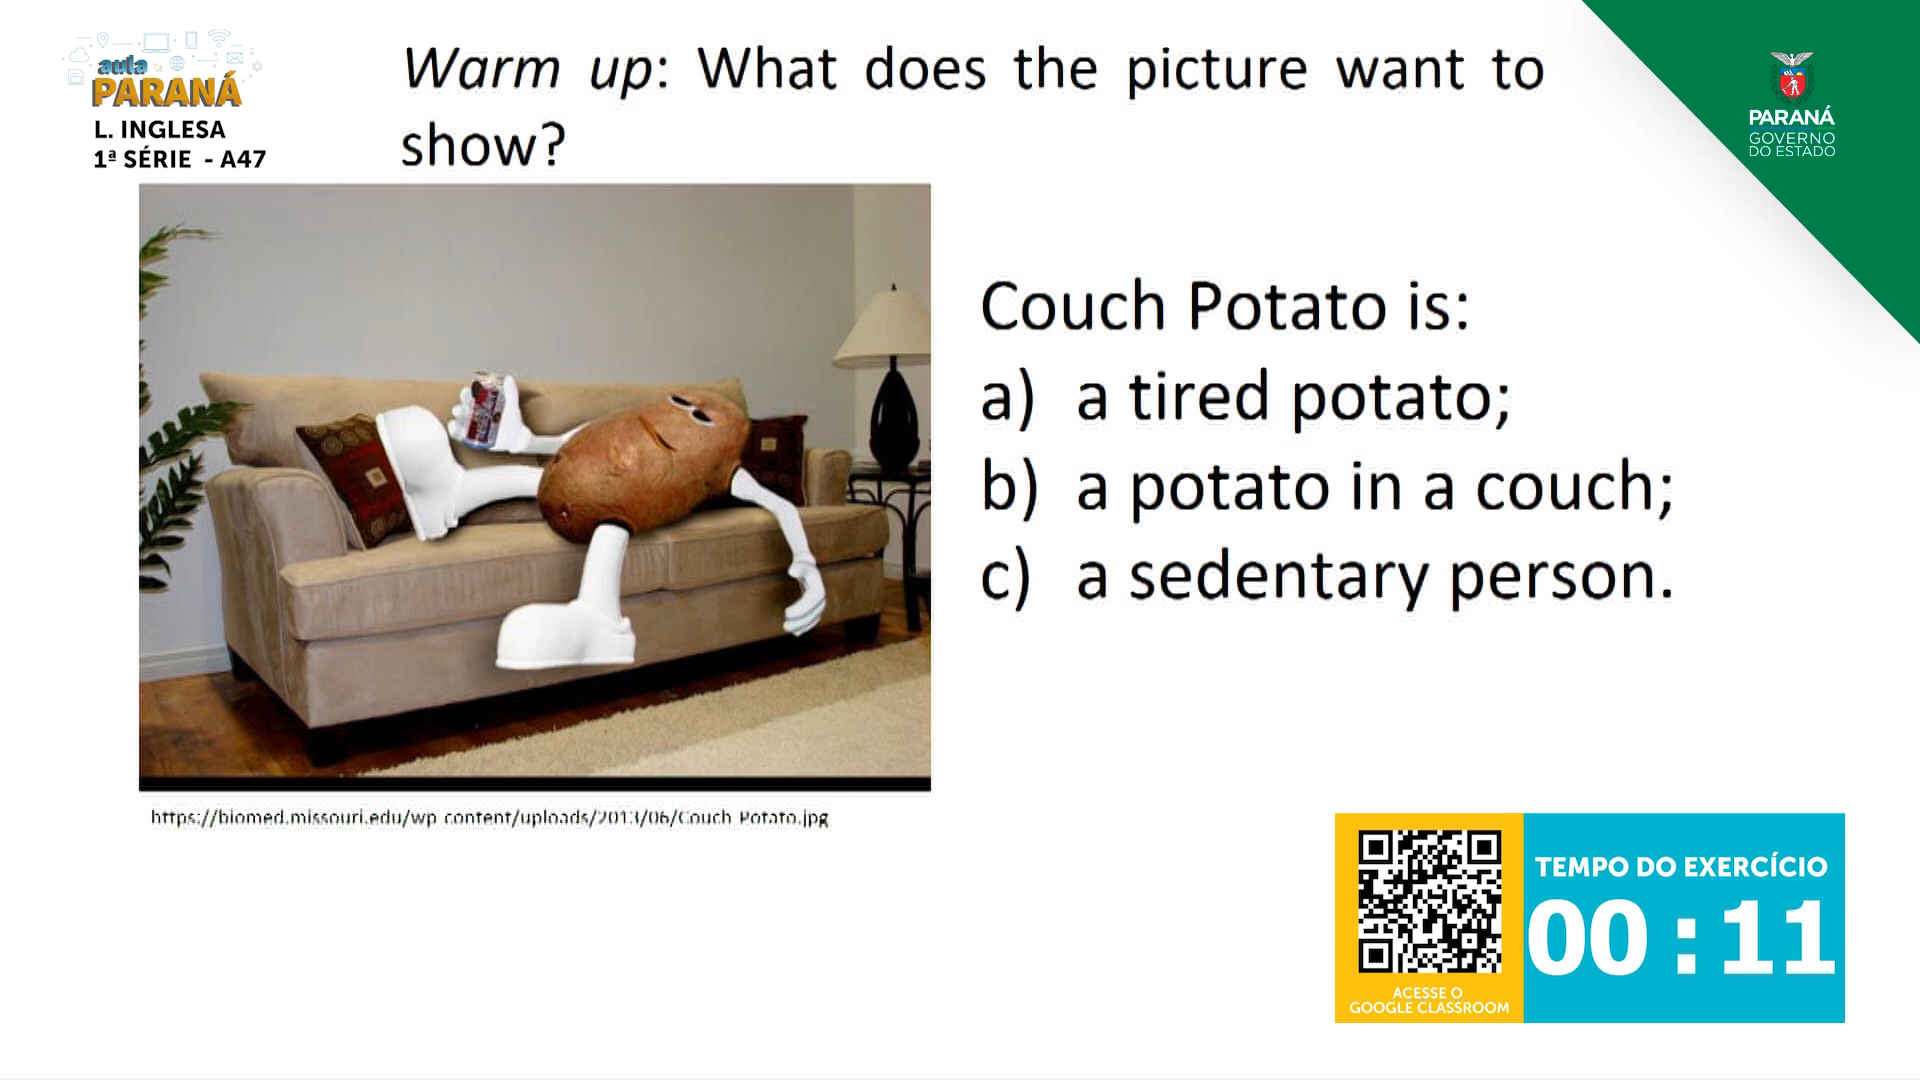 aula
PARANÁ
L. INGLESA
1ª SÉRIE - A47
Warm up: What does the picture want to
show?
PARANÁ
GOVERNO
DO ESTADO
Couch Potato is:
a) a tired potato;
b) a potato in a couch;
c) a sedentary person.
https://biomed.missouri.edu/wp-content/uploads/2013/06/Couch-Potato.jpg
TEMPO DO EXERCÍCIO
00:11
ACESSE O
GOOGLE CLASSROOM